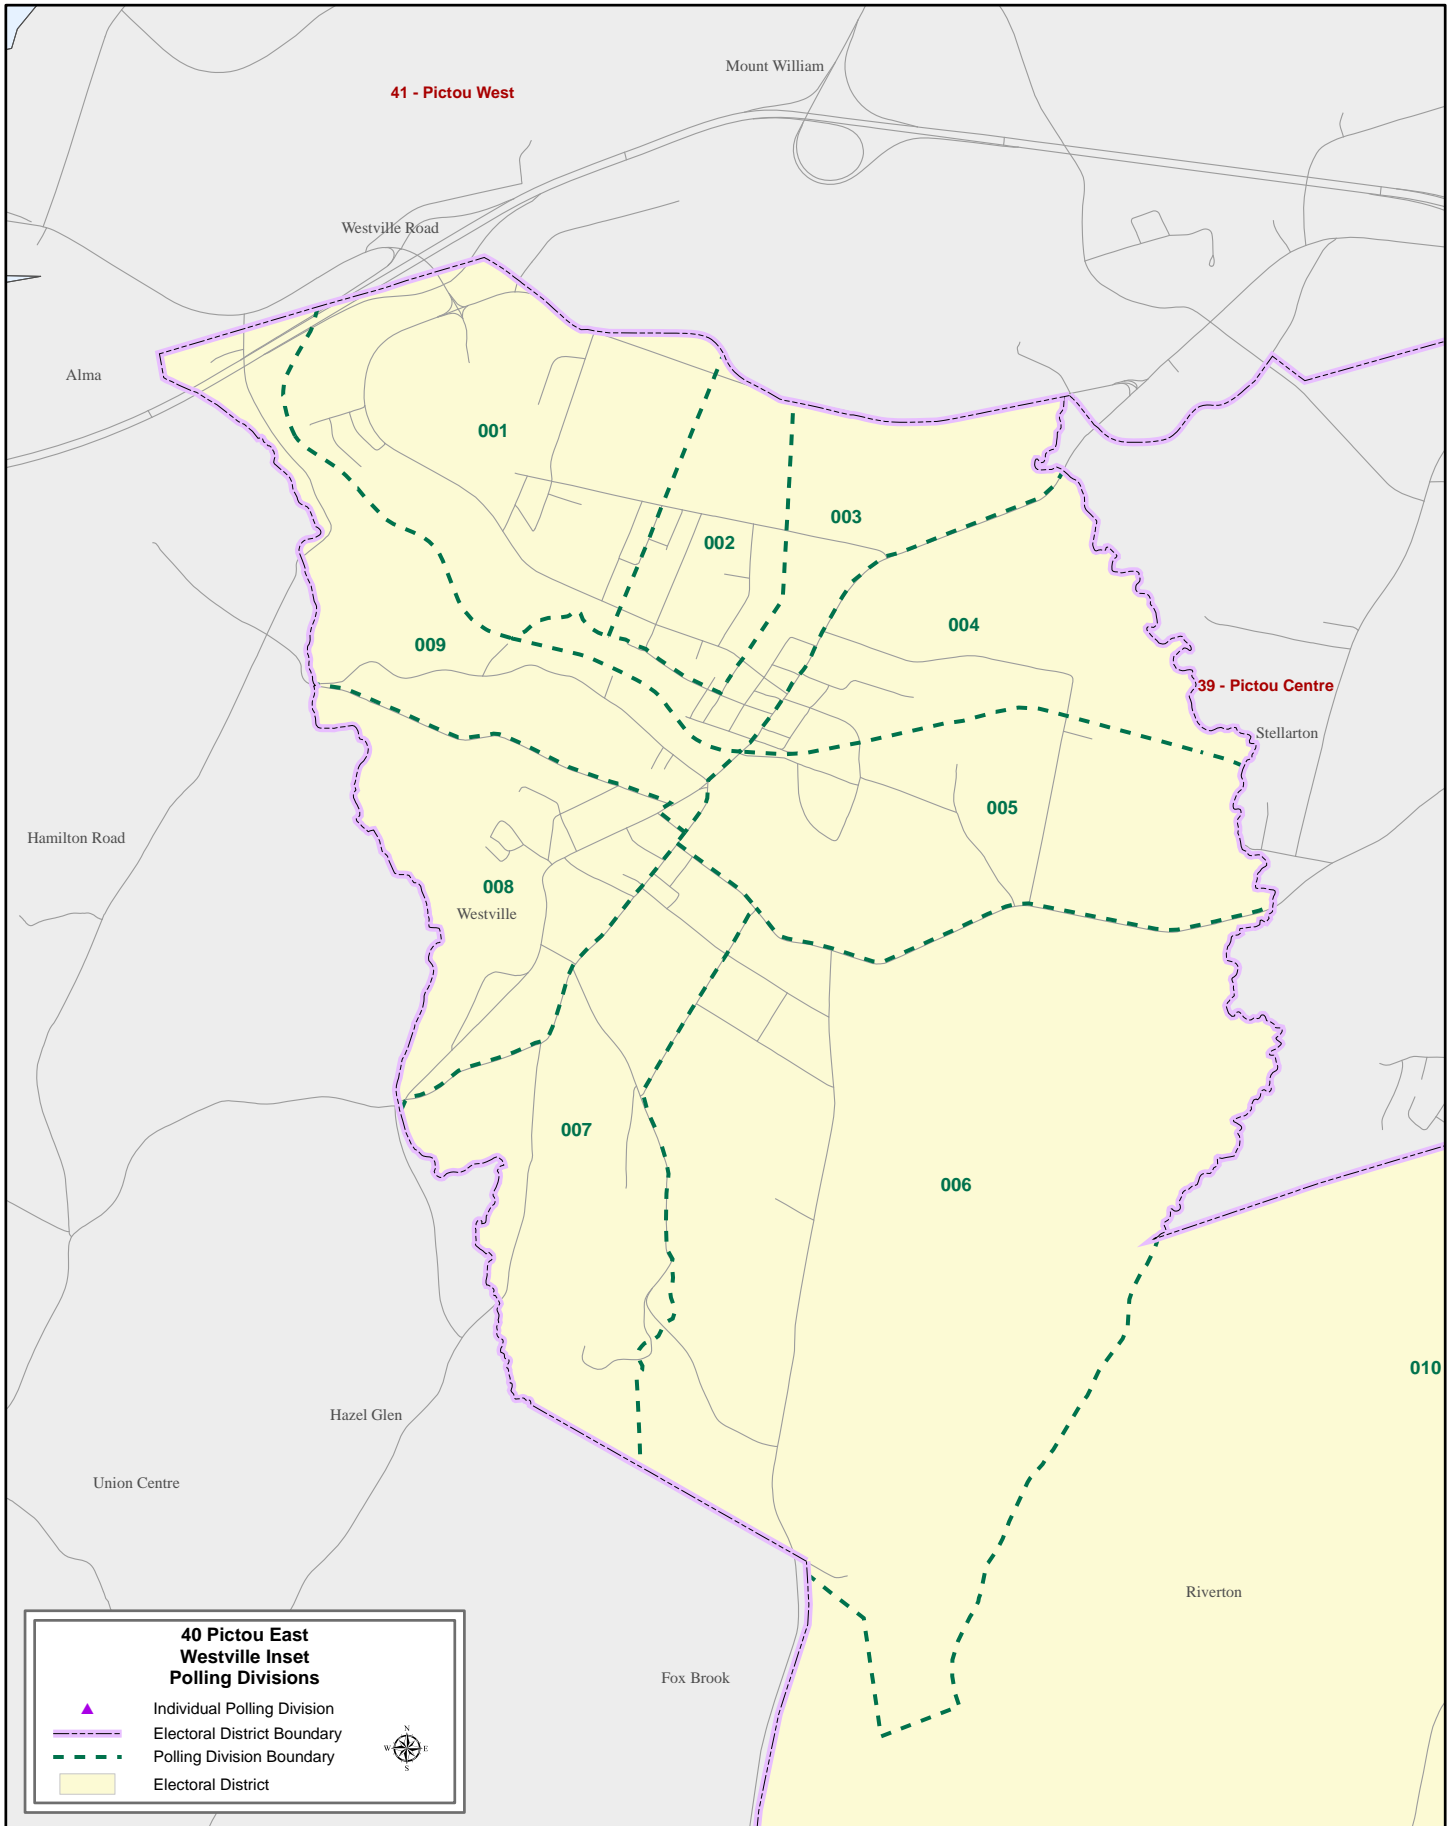 Mount William
41 - Pictou West
Westville Road
Alma
001
003
002
004
009
39 - Pictou Centre
Stellarton
005
Hamilton Road
008
Westville
007
006
010
Hazel Glen
Union Centre
Riverton
Fox Brook
40 Pictou East
Westville Inset
Polling Divisions
Individual Polling Division
Electoral District Boundary
Polling Division Boundary
Electoral District
N
W E
S